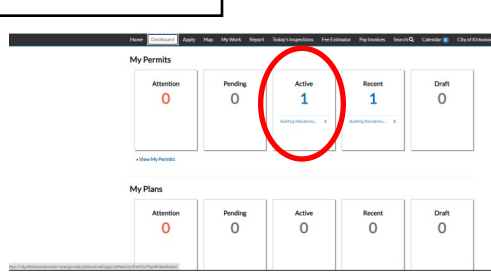 Home Dashboard Apply Map My Work Report Today's Inspections Fee Estimator Pay Invoices Search Calendar City of Kirkwood
My Permits
Attention Pending Active Recent Draft
0 0 1 1 0
Building (Residentia... 1 Building (Residentia... 1
View My Permits
My Plans
Attention Pending Active Recent Draft
0 0 0 0 0